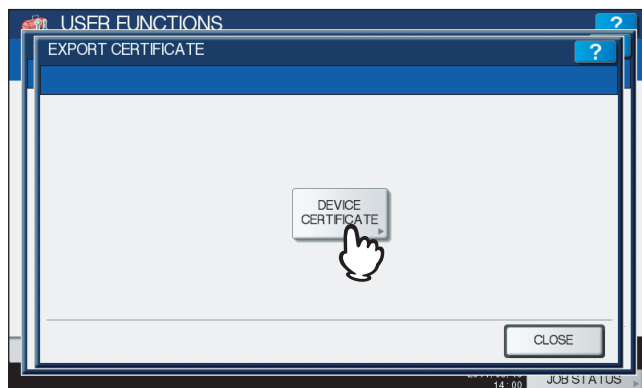 USER FUNCTIONS
?
EXPORT CERTIFICATE
?
DEVICE
CERTIFICATE
CLOSE
14:00
JOB STATUS